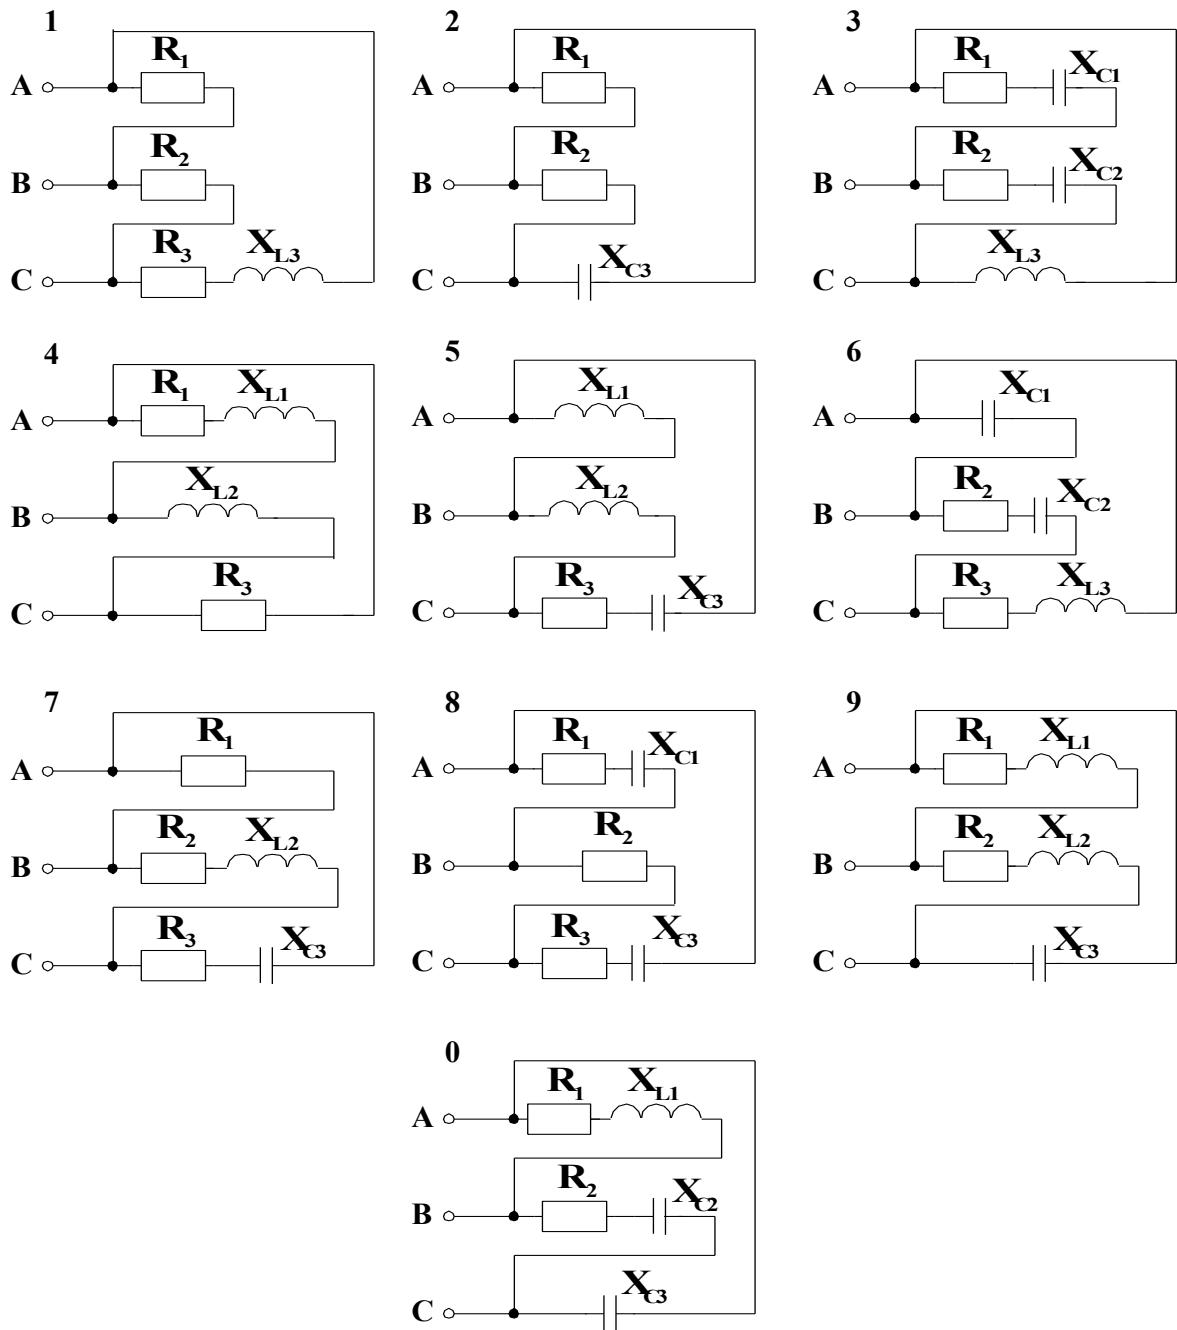 1 2 3
R1 R1 R1 XC1
A A A
R2 R2 R2 XC2
B B B
R3 XL3 XC3 XL3
C C C
4 5 6
R1 XL1 XL1 XC1
A A A
XL2 XL2 R2 XC2
B B B
R3 R3 XC3 R3 XL3
C C C
7 8 9
R1 R1 XC1 R1 XL1
A A A
R2 XL2 R2 R2 XL2
B B B
R3 XC3 R3 XC3 XC3
C C C
0
R1 XL1
A
R2 XC2
B
XC3
C